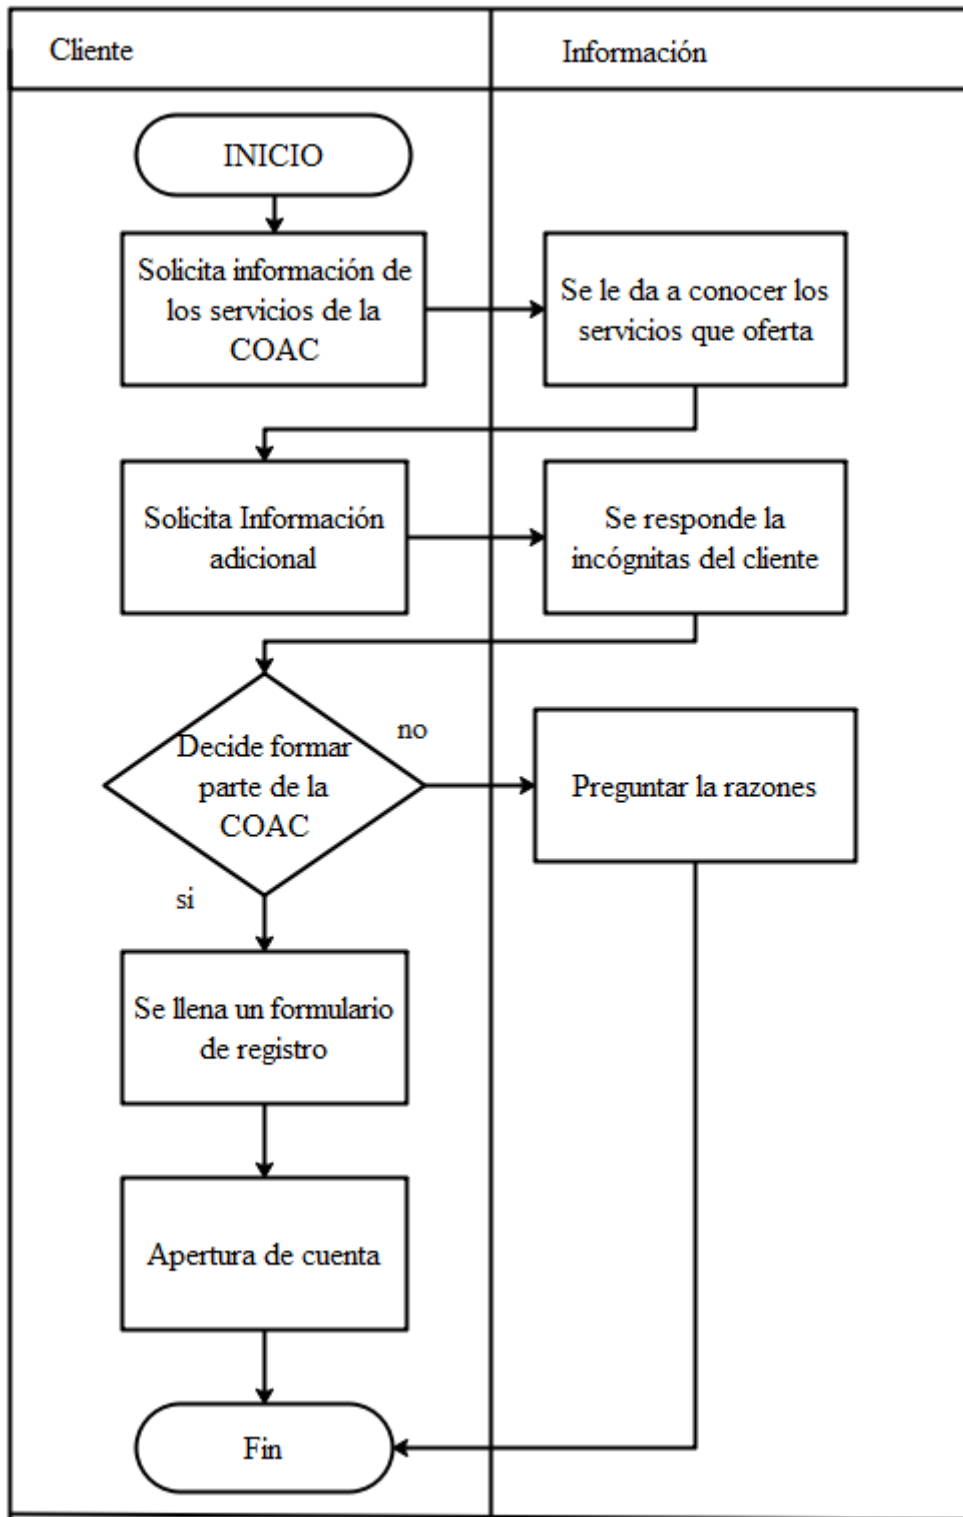 Cliente
Información
INICIO
Solicita información de
los servicios de la
COAC
Se le da a conocer los
servicios que oferta
Solicita Información
adicional
Se responde la
incógnitas del cliente
Decide formar
parte de la
COAC
no
Preguntar la razones
si
Se llena un formulario
de registro
Apertura de cuenta
Fin